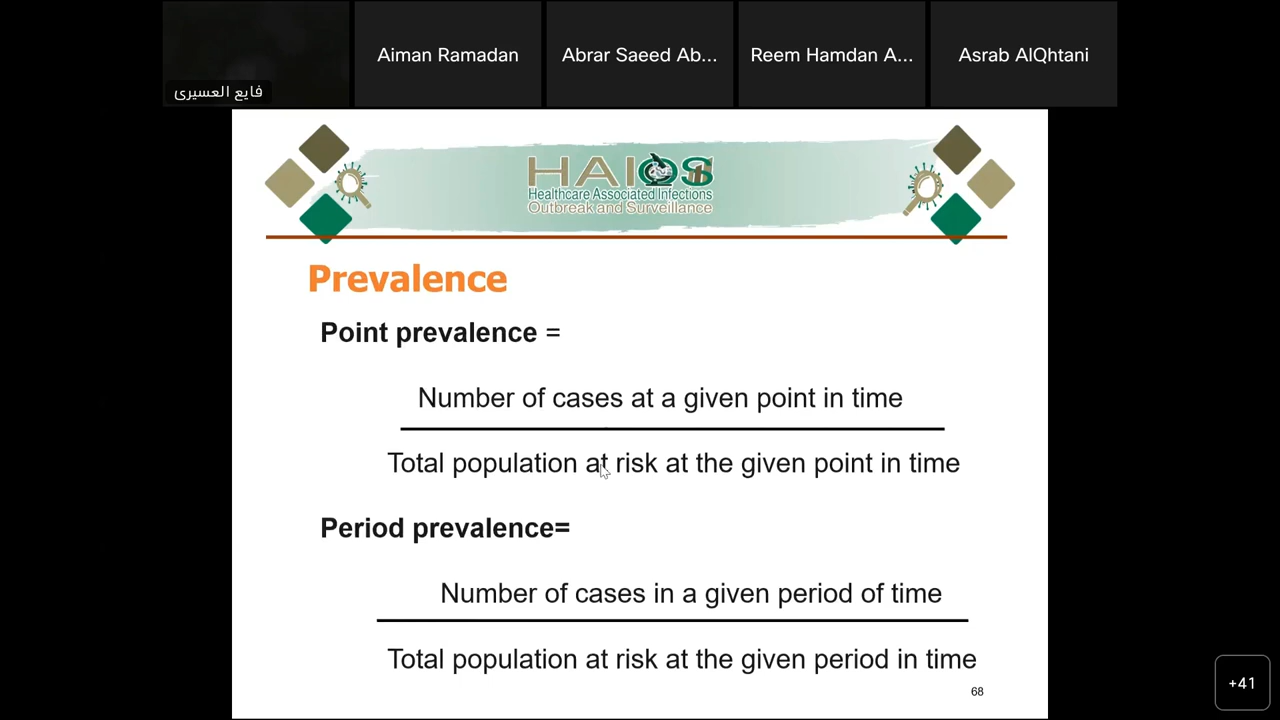 Aiman Ramadan
Abrar Saeed Ab...
Reem Hamdan A...
Asrab AlQhtani
فايع العسيري
HAIOS
Healthcare Associated Infections
Outbreak and Surveillance
Prevalence
Point prevalence =
Number of cases at a given point in time
Total population at risk at the given point in time
Period prevalence=
Number of cases in a given period of time
Total population at risk at the given period in time
68
+41